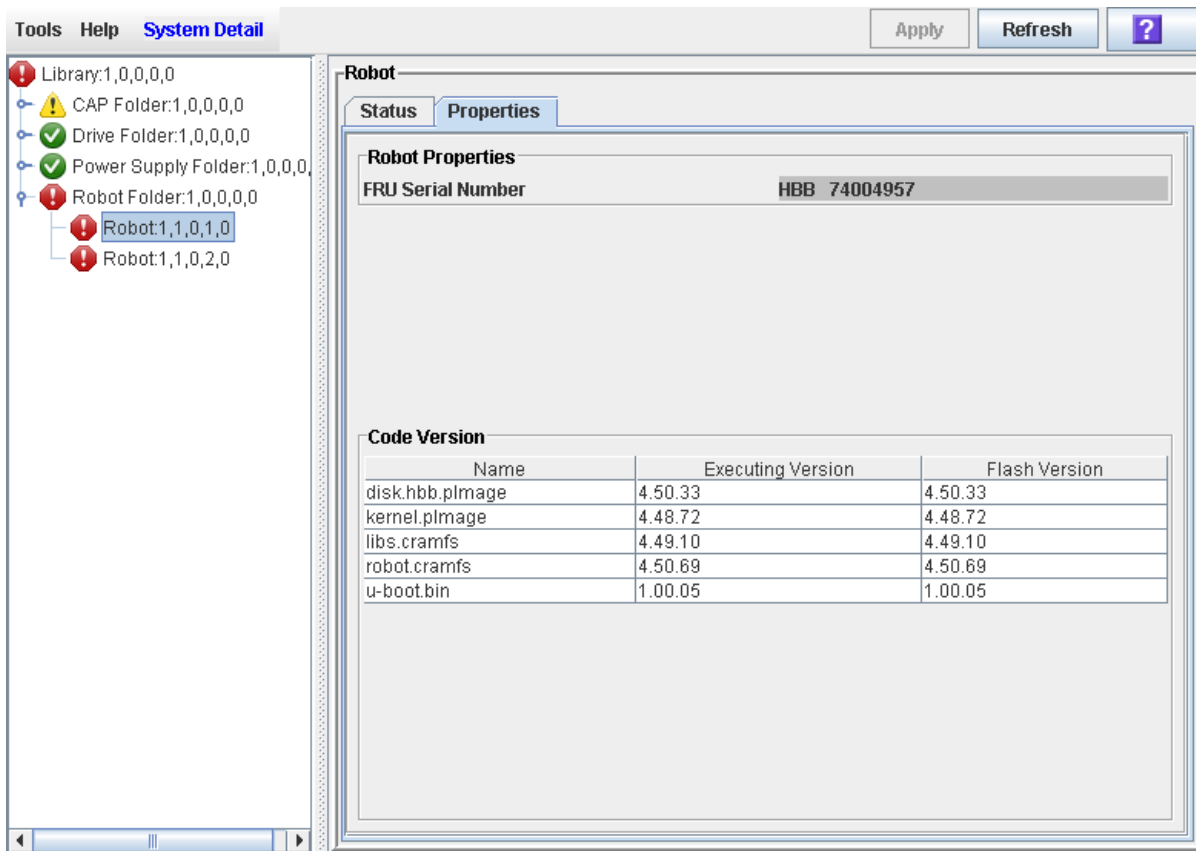 Tools Help System Detail Apply Refresh ?
Library:1,0,0,0,0
CAP Folder:1,0,0,0,0
Drive Folder:1,0,0,0,0
Power Supply Folder:1,0,0,0,
Robot Folder:1,0,0,0,0
Robot:1,1,0,1,0
Robot:1,1,0,2,0
Robot
Status Properties
Robot Properties
FRU Serial Number HBB 74004957
Code Version
Name Executing Version Flash Version
disk.hbb.pImage 4.50.33 4.50.33
kernel.pImage 4.48.72 4.48.72
libs.cramfs 4.49.10 4.49.10
robot.cramfs 4.50.69 4.50.69
u-boot.bin 1.00.05 1.00.05